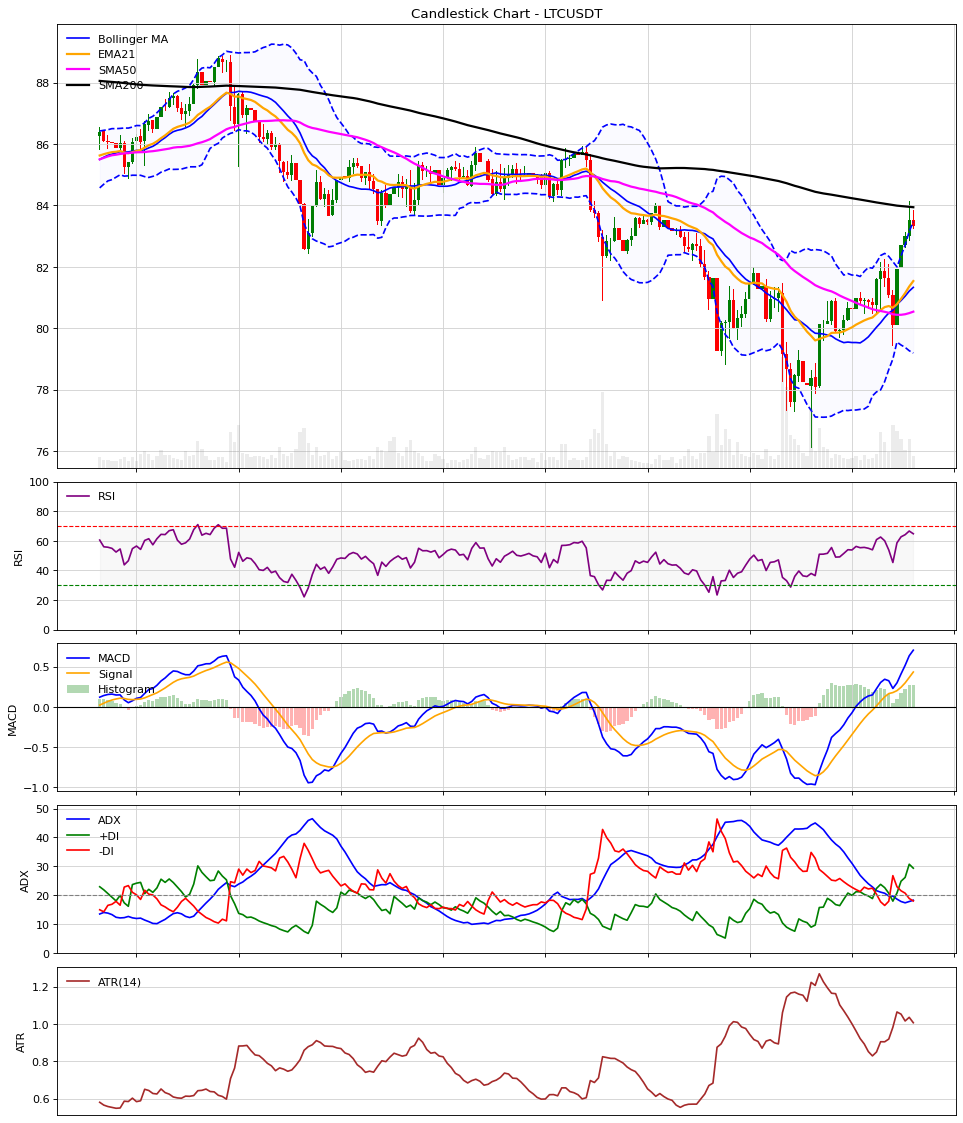 Candlestick Chart - LTCUSDT
Bollinger MA
EMA21
SMA50
SMA200
88
86
84
82
80
78
76
RSI
RSI
100
80
60
40
20
0
MACD
Signal
Histogram
MACD
0.5
0.0
−0.5
−1.0
ADX
+DI
-DI
ADX
50
40
30
20
10
0
ATR(14)
ATR
1.2
1.0
0.8
0.6